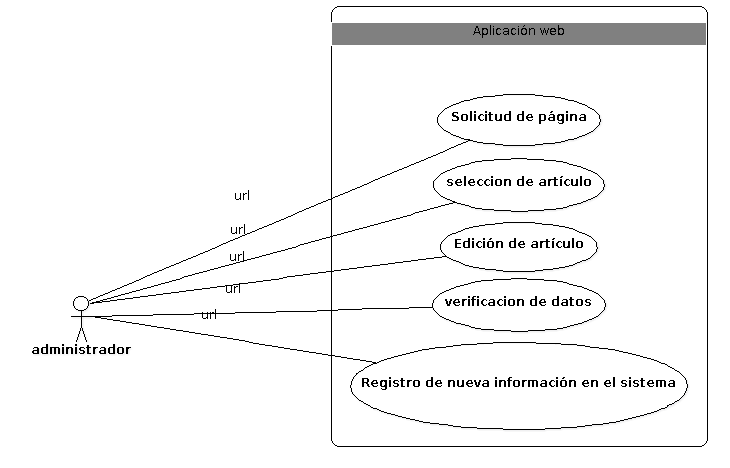 Aplicación web
Solicitud de página
url
seleccion de artículo
url
Edición de artículo
url
verificacion de datos
url
url
administrador
Registro de nueva información en el sistema